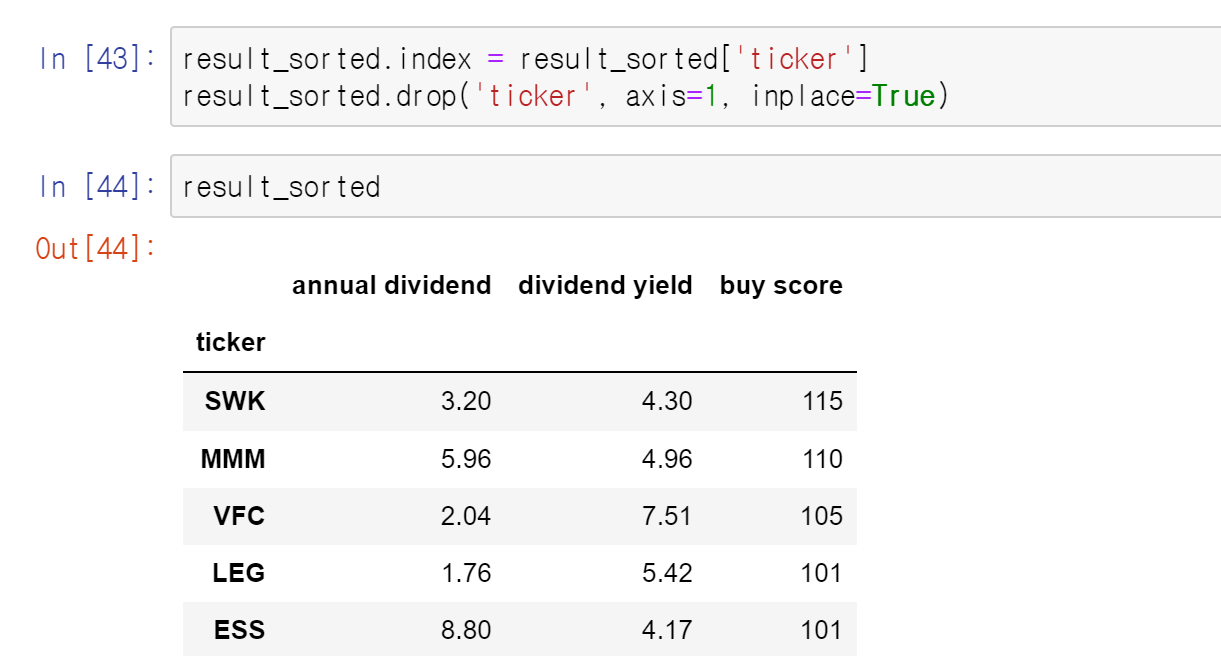 In [43]: result_sorted.index = result_sorted['ticker']
result_sorted.drop('ticker', axis=1, inplace=True)
In [44]: result_sorted
Out[44]:
annual dividend dividend yield buy score
ticker
SWK 3.20 4.30 115
MMM 5.96 4.96 110
VFC 2.04 7.51 105
LEG 1.76 5.42 101
ESS 8.80 4.17 101